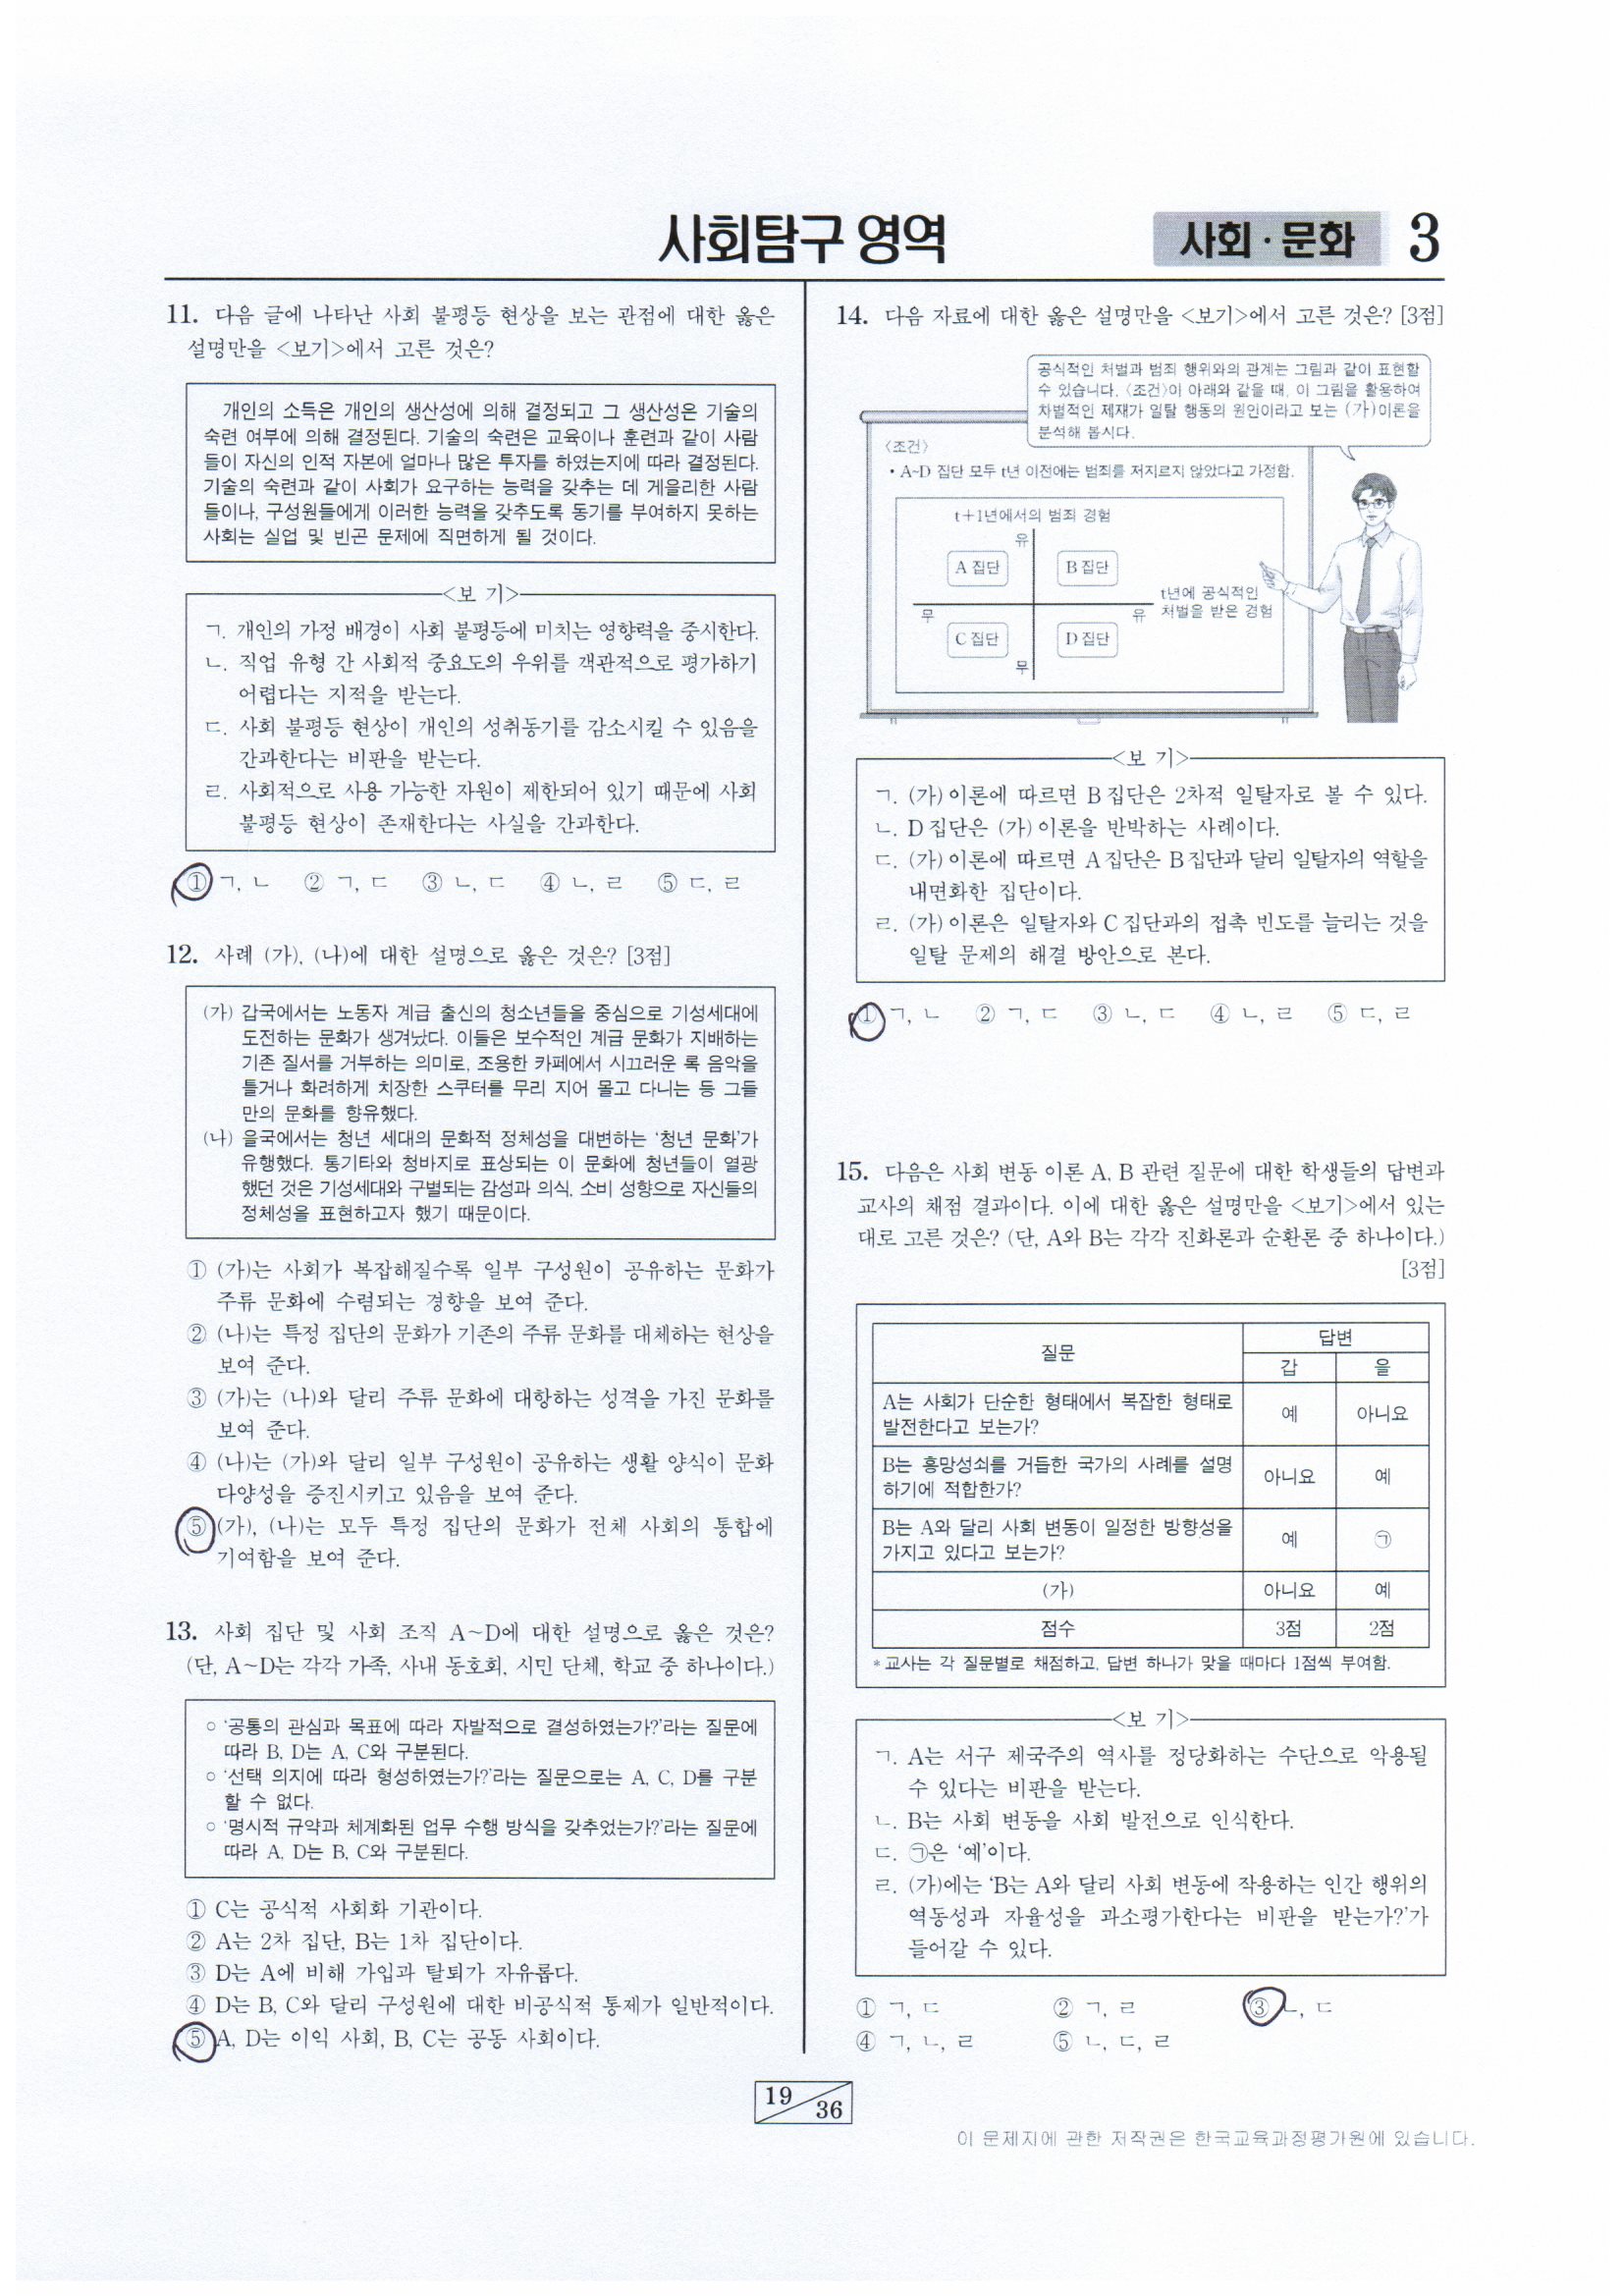 사회탐구 영역
사회·문화 3
11. 다음 글에 나타난 사회 불평등 현상을 보는 관점에 대한 옳은
설명만을 <보기>에서 고른 것은?
개인의 소득은 개인의 생산성에 의해 결정되고 그 생산성은 기술의
숙련 여부에 의해 결정된다. 기술의 숙련은 교육이나 훈련과 같이 사람
들이 자신의 인적 자본에 얼마나 많은 투자를 하였는지에 따라 결정된다.
기술의 숙련과 같이 사회가 요구하는 능력을 갖추는 데 게을리한 사람
들이나, 구성원들에게 이러한 능력을 갖추도록 동기를 부여하지 못하는
사회는 실업 및 빈곤 문제에 직면하게 될 것이다.
<보 기>
ㄱ. 개인의 가정 배경이 사회 불평등에 미치는 영향력을 중시한다.
ㄴ. 직업 유형 간 사회적 중요도의 우위를 객관적으로 평가하기
어렵다는 지적을 받는다.
ㄷ. 사회 불평등 현상이 개인의 성취동기를 감소시킬 수 있음을
간과한다는 비판을 받는다.
ㄹ. 사회적으로 사용 가능한 자원이 제한되어 있기 때문에 사회
불평등 현상이 존재한다는 사실을 간과한다.
① ㄱ, ㄴ ② ㄱ, ㄷ ③ ㄴ, ㄷ ④ ㄴ, ㄹ ⑤ ㄷ, ㄹ
12. 사례 (가), (나)에 대한 설명으로 옳은 것은? [3점]
(가) 갑국에서는 노동자 계급 출신의 청소년들을 중심으로 기성세대에
도전하는 문화가 생겨났다. 이들은 보수적인 계급 문화가 지배하는
기존 질서를 거부하는 의미로, 조용한 카페에서 시끄러운 록 음악을
틀거나 화려하게 치장한 스쿠터를 무리 지어 몰고 다니는 등 그들
만의 문화를 향유했다.
(나) 을국에서는 청년 세대의 문화적 정체성을 대변하는 '청년 문화'가
유행했다. 통기타와 청바지로 표상되는 이 문화에 청년들이 열광
했던 것은 기성세대와 구별되는 감성과 의식, 소비 성향으로 자신들의
정체성을 표현하고자 했기 때문이다.
① (가)는 사회가 복잡해질수록 일부 구성원이 공유하는 문화가
주류 문화에 수렴되는 경향을 보여 준다.
② (나)는 특정 집단의 문화가 기존의 주류 문화를 대체하는 현상을
보여 준다.
③ (가)는 (나)와 달리 주류 문화에 대항하는 성격을 가진 문화를
보여 준다.
④ (나)는 (가)와 달리 일부 구성원이 공유하는 생활 양식이 문화
다양성을 증진시키고 있음을 보여 준다.
⑤ (가), (나)는 모두 특정 집단의 문화가 전체 사회의 통합에
기여함을 보여 준다.
13. 사회 집단 및 사회 조직 A~D에 대한 설명으로 옳은 것은?
(단, A~D는 각각 가족, 사내 동호회, 시민 단체, 학교 중 하나이다.)
○ '공통의 관심과 목표에 따라 자발적으로 결성하였는가?'라는 질문에
따라 B, D는 A, C와 구분된다.
○ '선택 의지에 따라 형성하였는가?'라는 질문으로는 A, C, D를 구분
할 수 없다.
○ '명시적 규약과 체계화된 업무 수행 방식을 갖추었는가?'라는 질문에
따라 A, D는 B, C와 구분된다.
① C는 공식적 사회화 기관이다.
② A는 2차 집단, B는 1차 집단이다.
③ D는 A에 비해 가입과 탈퇴가 자유롭다.
④ D는 B, C와 달리 구성원에 대한 비공식적 통제가 일반적이다.
⑤ A, D는 이익 사회, B, C는 공동 사회이다.
14. 다음 자료에 대한 옳은 설명만을 <보기>에서 고른 것은? [3점]
공식적인 처벌과 범죄 행위와의 관계는 그림과 같이 표현할
수 있습니다. 〈조건〉이 아래와 같을 때, 이 그림을 활용하여
차별적인 제재가 일탈 행동의 원인이라고 보는 (가)이론을
분석해 봅시다.
〈조건〉
• A~D 집단 모두 t년 이전에는 범죄를 저지르지 않았다고 가정함.
t+1년에서의 범죄 경험
유
A 집단 B 집단
t년에 공식적인
무 유 처벌을 받은 경험
C 집단 D 집단
무
<보 기>
ㄱ. (가) 이론에 따르면 B 집단은 2차적 일탈자로 볼 수 있다.
ㄴ. D 집단은 (가) 이론을 반박하는 사례이다.
ㄷ. (가) 이론에 따르면 A 집단은 B 집단과 달리 일탈자의 역할을
내면화한 집단이다.
ㄹ. (가) 이론은 일탈자와 C 집단과의 접촉 빈도를 늘리는 것을
일탈 문제의 해결 방안으로 본다.
① ㄱ, ㄴ ② ㄱ, ㄷ ③ ㄴ, ㄷ ④ ㄴ, ㄹ ⑤ ㄷ, ㄹ
15. 다음은 사회 변동 이론 A, B 관련 질문에 대한 학생들의 답변과
교사의 채점 결과이다. 이에 대한 옳은 설명만을 <보기>에서 있는
대로 고른 것은? (단, A와 B는 각각 진화론과 순환론 중 하나이다.)
[3점]
질문 답변
갑 을
A는 사회가 단순한 형태에서 복잡한 형태로
발전한다고 보는가? 예 아니요
B는 흥망성쇠를 거듭한 국가의 사례를 설명
하기에 적합한가? 아니요 예
B는 A와 달리 사회 변동이 일정한 방향성을
가지고 있다고 보는가? 예 ㉠
(가) 아니요 예
점수 3점 2점
* 교사는 각 질문별로 채점하고, 답변 하나가 맞을 때마다 1점씩 부여함.
<보 기>
ㄱ. A는 서구 제국주의 역사를 정당화하는 수단으로 악용될
수 있다는 비판을 받는다.
ㄴ. B는 사회 변동을 사회 발전으로 인식한다.
ㄷ. ㉠은 '예'이다.
ㄹ. (가)에는 'B는 A와 달리 사회 변동에 작용하는 인간 행위의
역동성과 자율성을 과소평가한다는 비판을 받는가?'가
들어갈 수 있다.
① ㄱ, ㄷ ② ㄱ, ㄹ ③ ㄴ, ㄷ
④ ㄱ, ㄴ, ㄹ ⑤ ㄴ, ㄷ, ㄹ
19 36
이 문제지에 관한 저작권은 한국교육과정평가원에 있습니다.